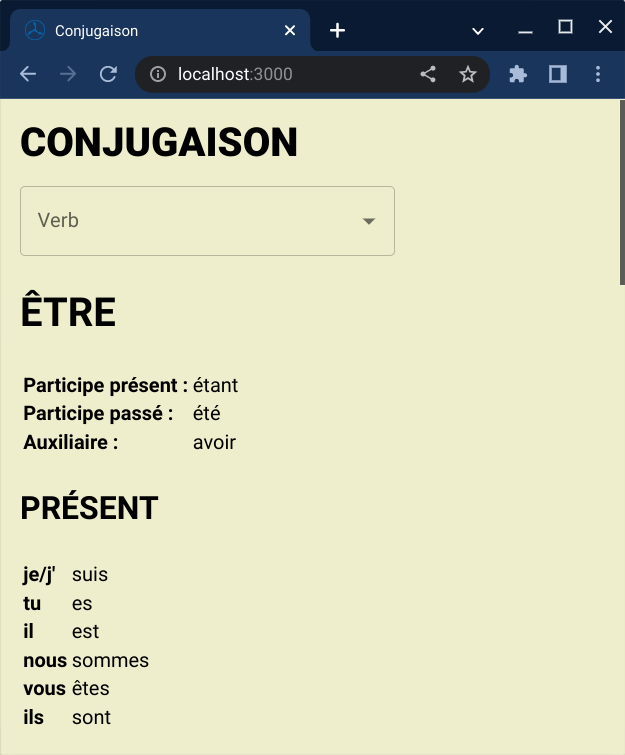 Conjugaison
localhost:3000
CONJUGAISON
Verb
ÊTRE
Participe présent : étant
Participe passé : été
Auxiliaire : avoir
PRÉSENT
je/j' suis
tu es
il est
nous sommes
vous êtes
ils sont